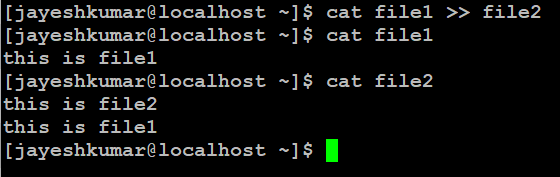 [jayeshkumar@localhost ~]$ cat file1 >> file2
[jayeshkumar@localhost ~]$ cat file1
this is file1
[jayeshkumar@localhost ~]$ cat file2
this is file2
this is file1
[jayeshkumar@localhost ~]$